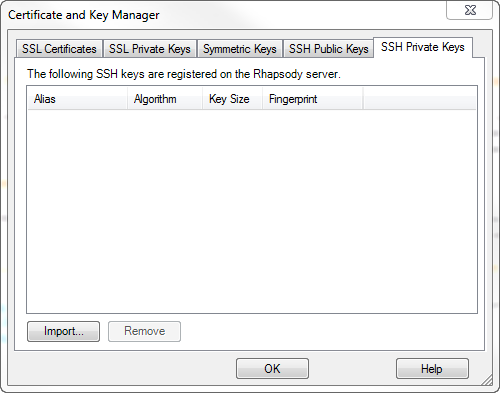 Certificate and Key Manager
SSL Certificates SSL Private Keys Symmetric Keys SSH Public Keys SSH Private Keys
The following SSH keys are registered on the Rhapsody server.
Alias Algorithm Key Size Fingerprint
Import... Remove
OK Help